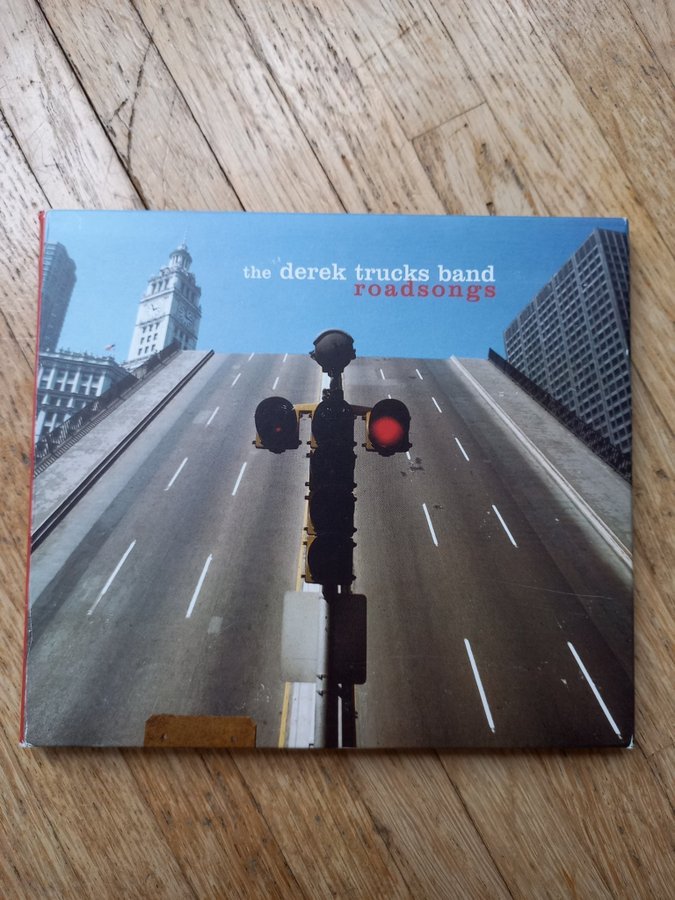 the derek trucks band
roadsongs